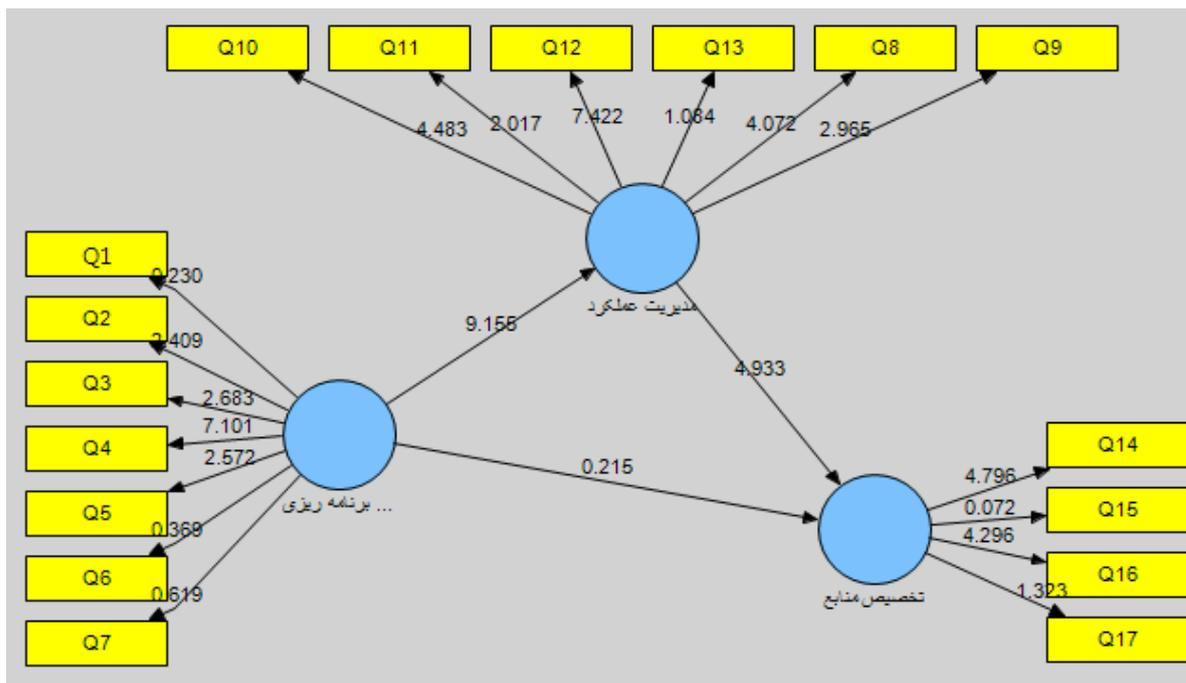 Q10 Q11 Q12 Q13 Q8 Q9
4.483 2.017 7.422 1.084 4.072 2.965
مدیریت عملکرد
Q1
0.230
Q2
2.409
Q3
2.683
Q4
7.101
Q5
2.572
Q6
0.369
Q7
0.619
برنامه ریزی ...
9.155
4.933
0.215
تخصیص منابع
Q14
4.796
Q15
0.072
Q16
4.296
Q17
1.323